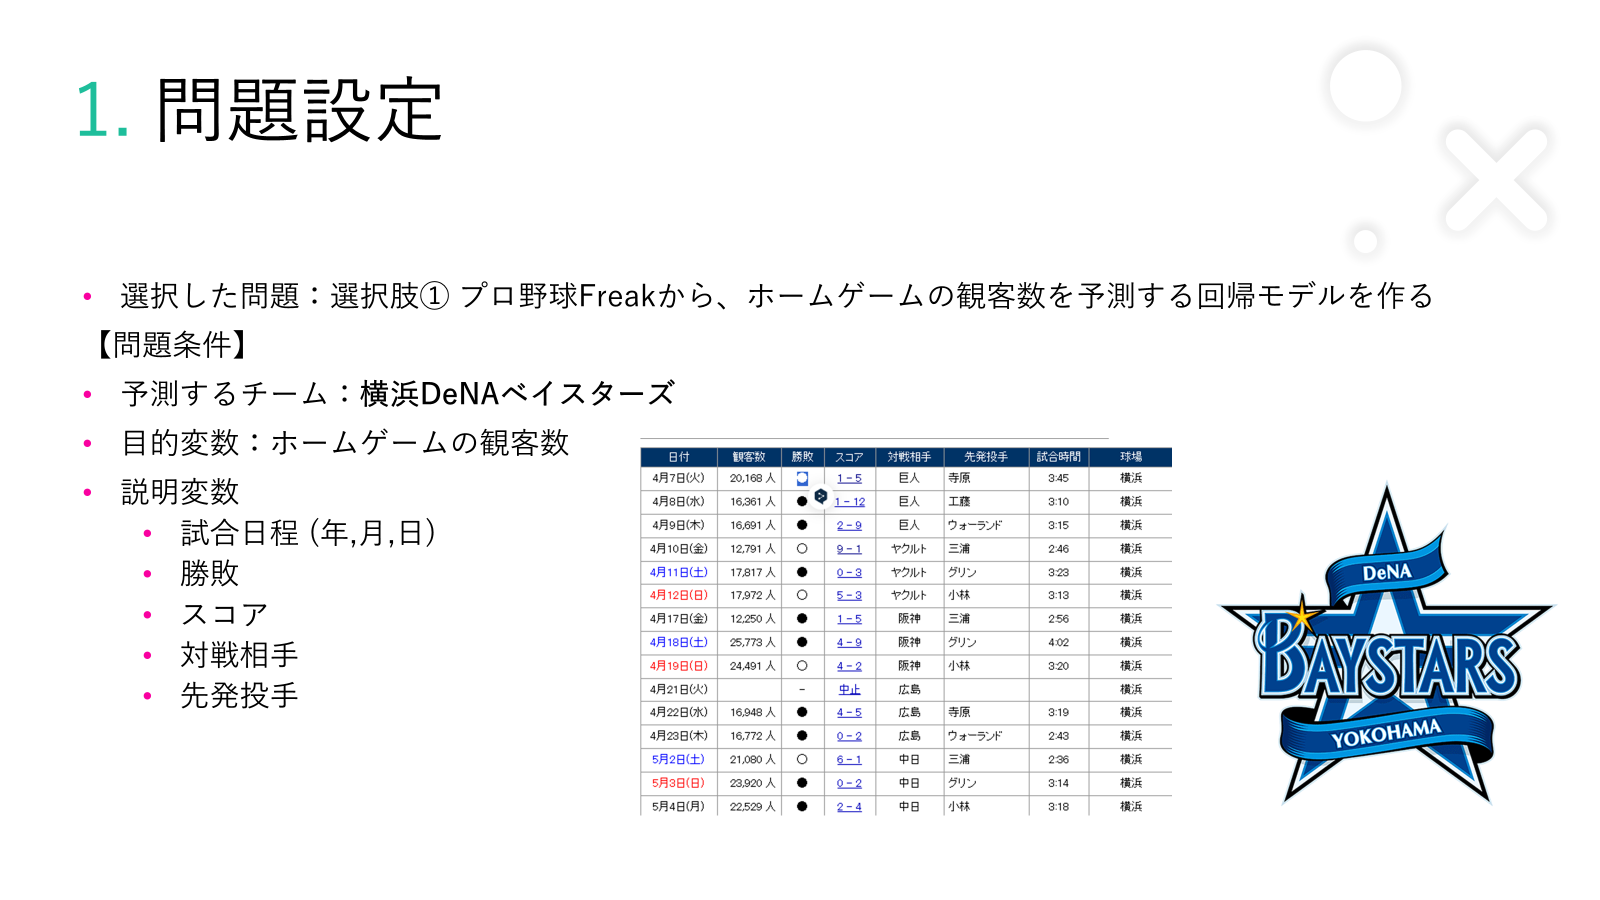 1. 問題設定
• 選択した問題：選択肢① プロ野球Freakから、ホームゲームの観客数を予測する回帰モデルを作る
【問題条件】
• 予測するチーム：横浜DeNAベイスターズ
• 目的変数：ホームゲームの観客数
• 説明変数
• 試合日程 (年,月,日)
• 勝敗
• スコア
• 対戦相手
• 先発投手
日付 観客数 勝敗 スコア 対戦相手 先発投手 試合時間 球場
4月7日(火) 20,168 人 1 - 5 巨人 寺原 3:45 横浜
4月8日(水) 16,361 人 ● 1 - 12 巨人 工藤 3:10 横浜
4月9日(木) 16,691 人 ● 2 - 9 巨人 ウォーランド 3:15 横浜
4月10日(金) 12,791 人 ○ 9 - 1 ヤクルト 三浦 2:46 横浜
4月11日(土) 17,817 人 ● 0 - 3 ヤクルト グリン 3:23 横浜
4月12日(日) 17,972 人 ○ 5 - 3 ヤクルト 小林 3:13 横浜
4月17日(金) 12,250 人 ● 1 - 5 阪神 三浦 2:56 横浜
4月18日(土) 25,773 人 ● 4 - 9 阪神 グリン 4:02 横浜
4月19日(日) 24,491 人 ○ 4 - 2 阪神 小林 3:20 横浜
4月21日(火) - 中止 広島 横浜
4月22日(水) 16,948 人 ● 4 - 5 広島 寺原 3:19 横浜
4月23日(木) 16,772 人 ● 0 - 2 広島 ウォーランド 2:43 横浜
5月2日(土) 21,080 人 ○ 6 - 1 中日 三浦 2:36 横浜
5月3日(日) 23,920 人 ● 0 - 2 中日 グリン 3:14 横浜
5月4日(月) 22,529 人 ● 2 - 4 中日 小林 3:18 横浜
DeNA
BAYSTARS
YOKOHAMA